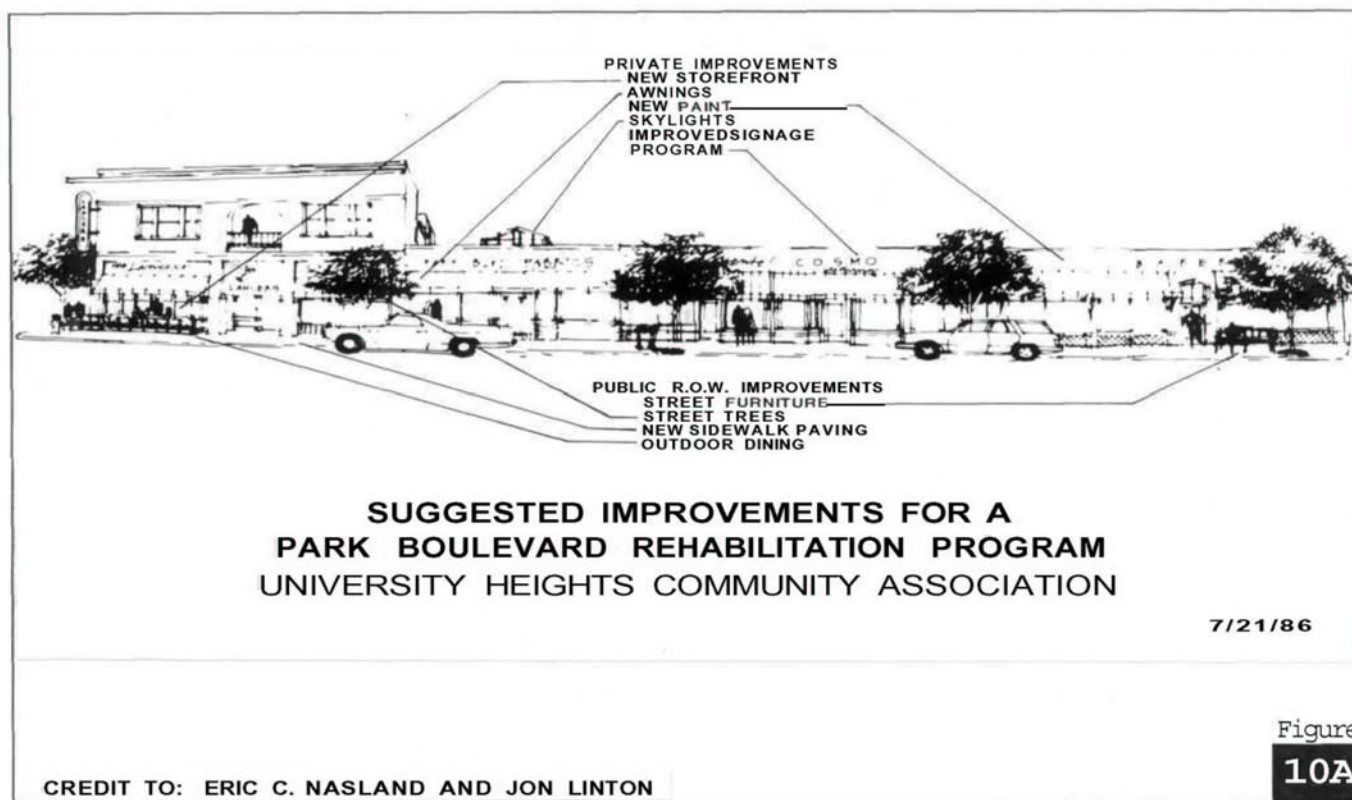 PRIVATE IMPROVEMENTS
NEW STOREFRONT
AWNINGS
NEW PAINT
SKYLIGHTS
IMPROVEDSIGNAGE
PROGRAM
COSMO
PUBLIC R.O.W. IMPROVEMENTS
STREET FURNITURE
STREET TREES
NEW SIDEWALK PAVING
OUTDOOR DINING
SUGGESTED IMPROVEMENTS FOR A
PARK BOULEVARD REHABILITATION PROGRAM
UNIVERSITY HEIGHTS COMMUNITY ASSOCIATION
7/21/86
Figure
10A
CREDIT TO: ERIC C. NASLAND AND JON LINTON